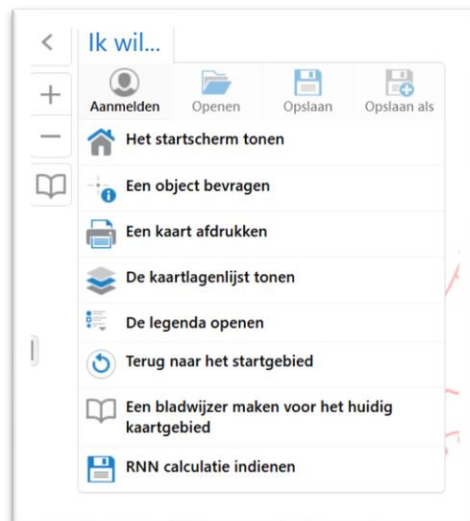 Ik wil...
Aanmelden Openen Opslaan Opslaan als
Het startscherm tonen
Een object bevragen
Een kaart afdrukken
De kaartlagenlijst tonen
De legenda openen
Terug naar het startgebied
Een bladwijzer maken voor het huidig
kaartgebied
RNN calculatie indienen